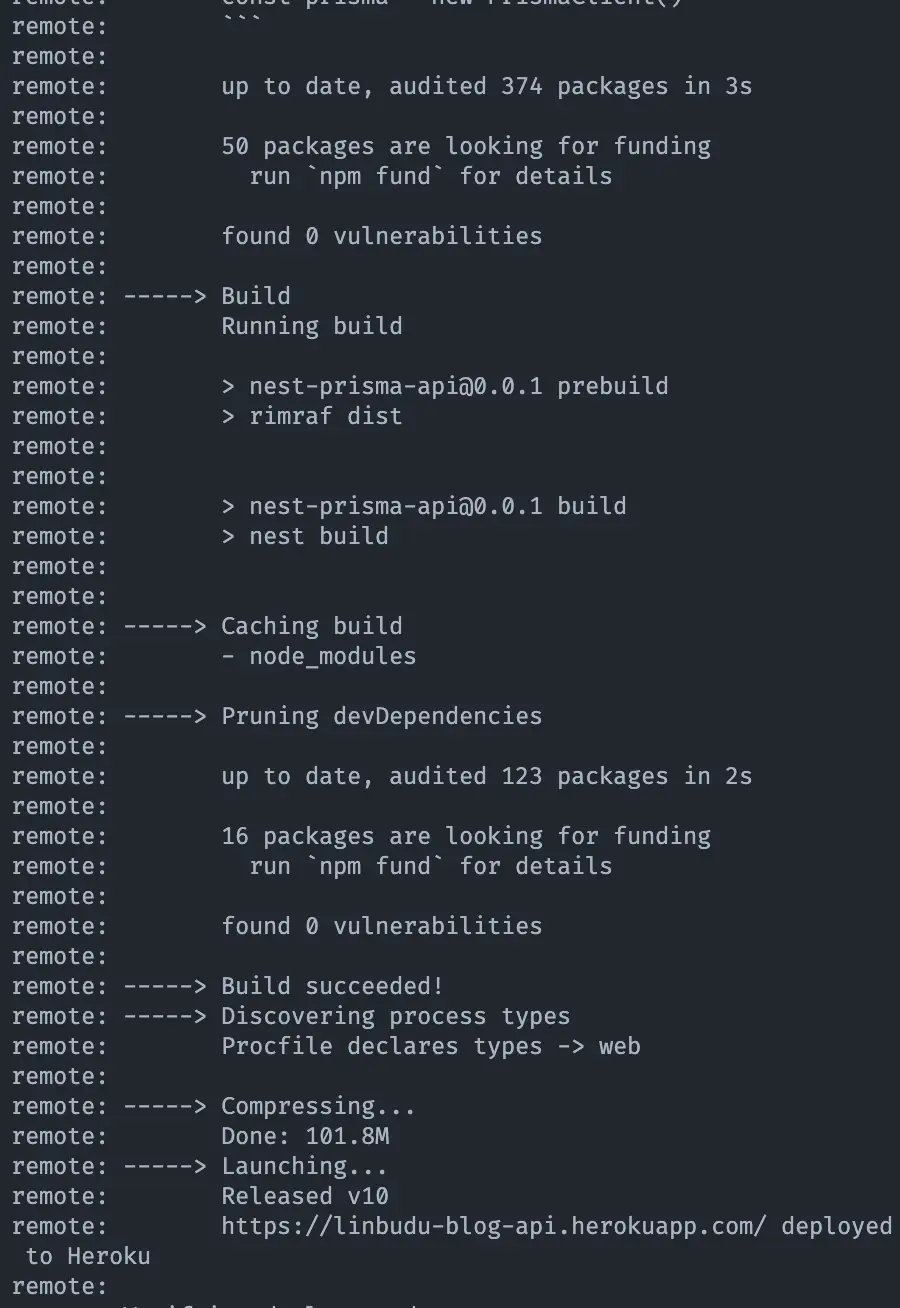 remote:        const prisma = new PrismaClient()
remote:        ```
remote:
remote:        up to date, audited 374 packages in 3s
remote:
remote:        50 packages are looking for funding
remote:          run `npm fund` for details
remote:
remote:        found 0 vulnerabilities
remote:
remote: -----> Build
remote:        Running build
remote:
remote:        > nest-prisma-api@0.0.1 prebuild
remote:        > rimraf dist
remote:
remote:
remote:        > nest-prisma-api@0.0.1 build
remote:        > nest build
remote:
remote:
remote: -----> Caching build
remote:        - node_modules
remote:
remote: -----> Pruning devDependencies
remote:
remote:        up to date, audited 123 packages in 2s
remote:
remote:        16 packages are looking for funding
remote:          run `npm fund` for details
remote:
remote:        found 0 vulnerabilities
remote:
remote: -----> Build succeeded!
remote: -----> Discovering process types
remote:        Procfile declares types -> web
remote:
remote: -----> Compressing...
remote:        Done: 101.8M
remote: -----> Launching...
remote:        Released v10
remote:        https://linbudu-blog-api.herokuapp.com/ deployed
 to Heroku
remote: